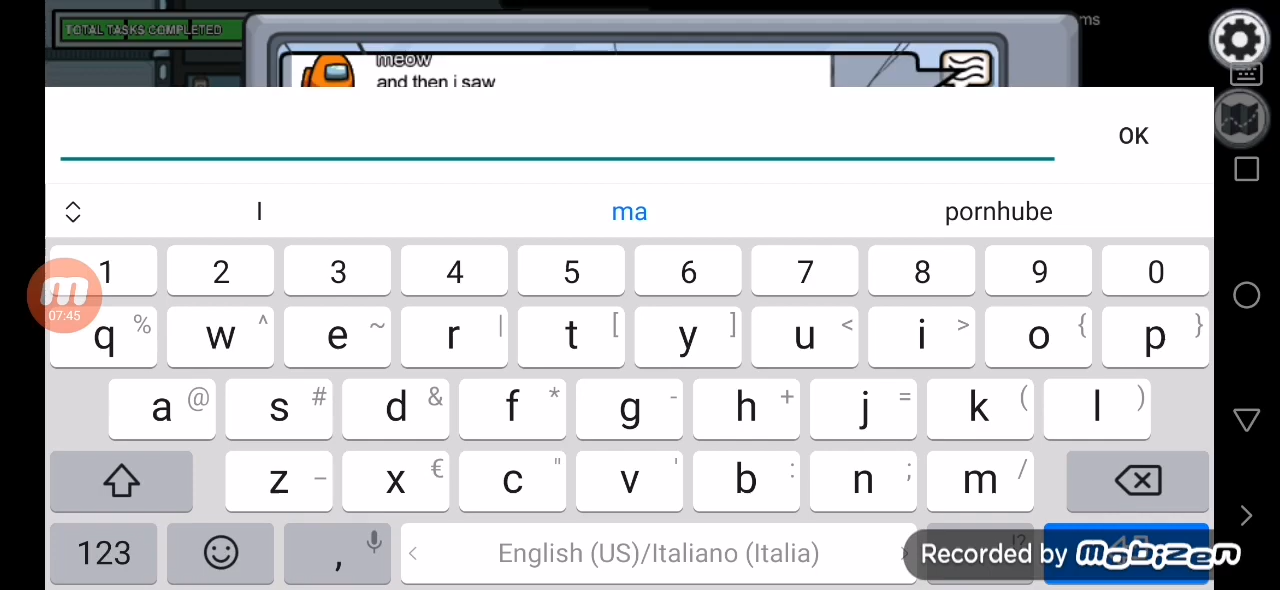 TOTAL TASKS COMPLETED
ms
meow
and then i saw
OK
I ma pornhube
1 2 3 4 5 6 7 8 9 0
q % w ^ e ~ r | t [ y ] u < i > o { p }
a @ s # d & f * g - h + j = k ( l )
z _ x € c " v ' b : n ; m /
123 , < English (US)/Italiano (Italia) > !?
m
07:45
Recorded by mobizen